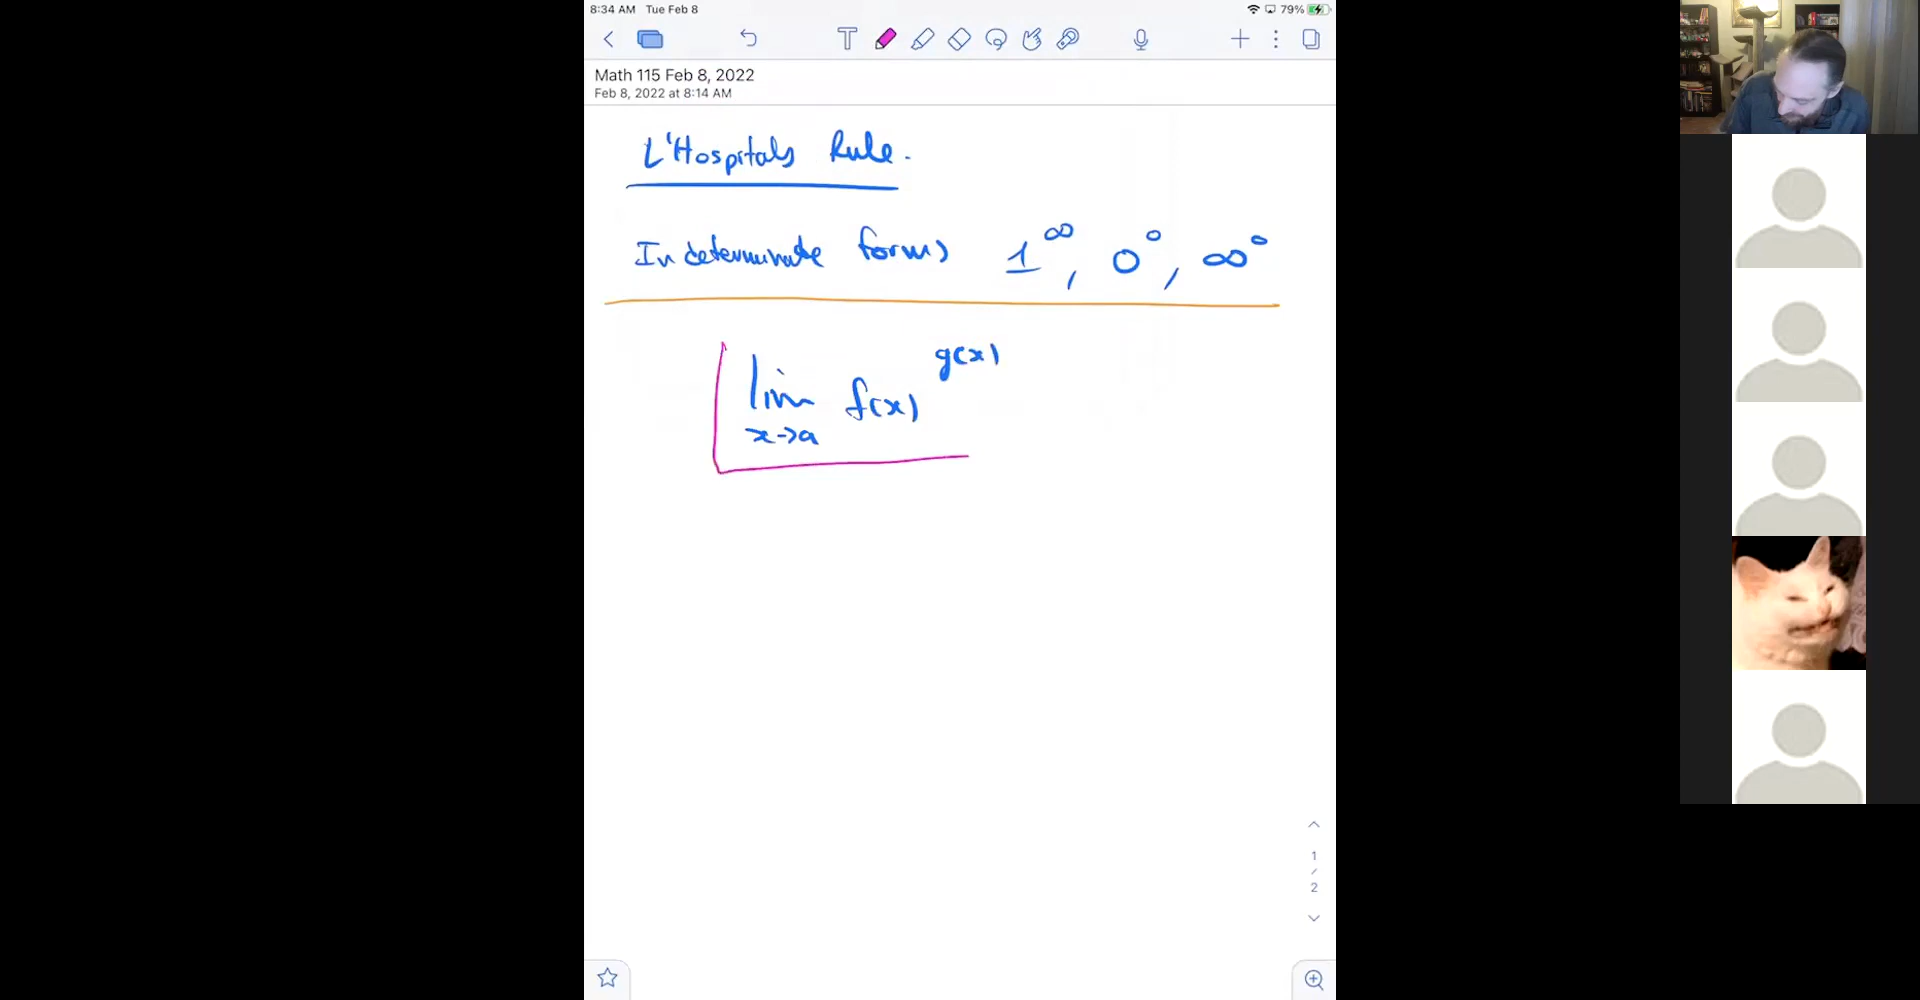 8:34 AM Tue Feb 8
79%
T
Math 115 Feb 8, 2022
Feb 8, 2022 at 8:14 AM
L'Hospitals Rule.
Indeterminate forms 1^∞, 0^0, ∞^0
lim f(x)^g(x)
x→a
1
/
2